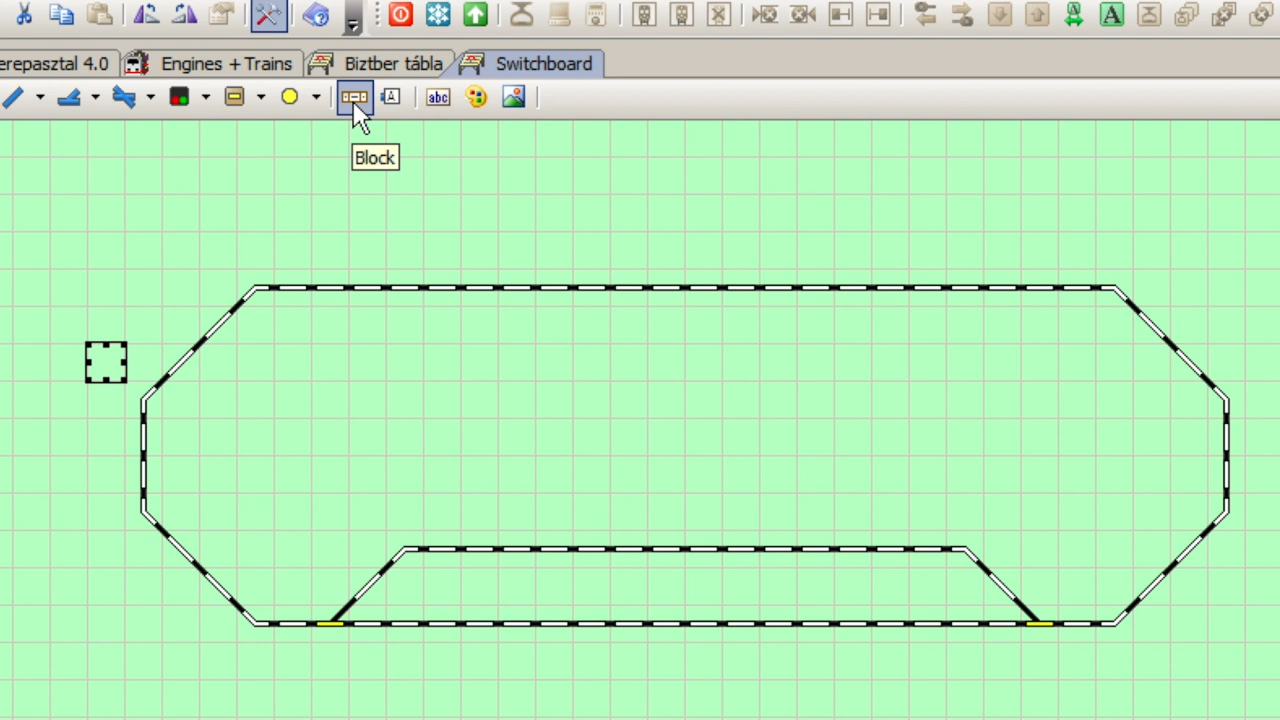 A
erepasztal 4.0 Engines + Trains Biztber tábla Switchboard
A abc
Block